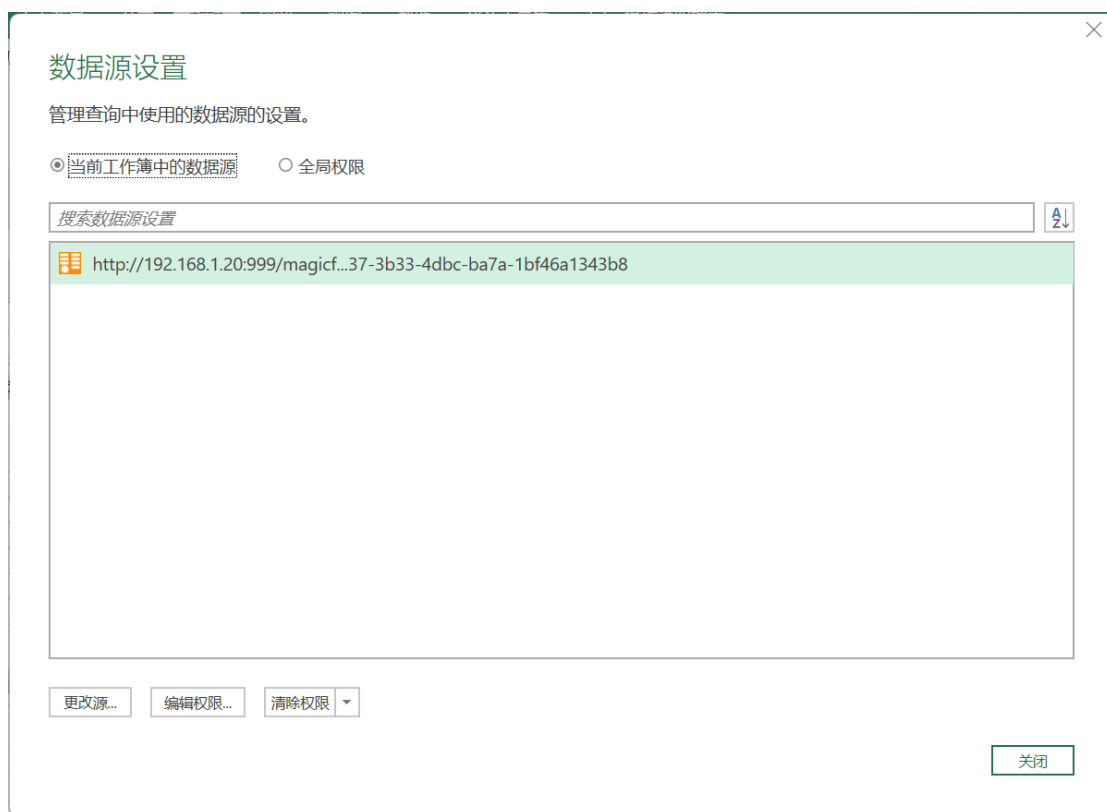 数据源设置
管理查询中使用的数据源的设置。
当前工作簿中的数据源 全局权限
搜索数据源设置
http://192.168.1.20:999/magicf...37-3b33-4dbc-ba7a-1bf46a1343b8
更改源... 编辑权限... 清除权限
关闭